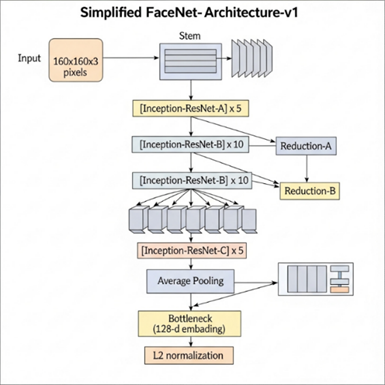 Simplified FaceNet- Architecture-v1
Stem
Input
160x160x3
pixels
[Inception-ResNet-A] x 5
[Inception-ResNet-B] x 10
Reduction-A
[Inception-ResNet-B] x 10
Reduction-B
[Inception-ResNet-C] x 5
Average Pooling
Bottleneck
(128-d embading)
L2 normalization